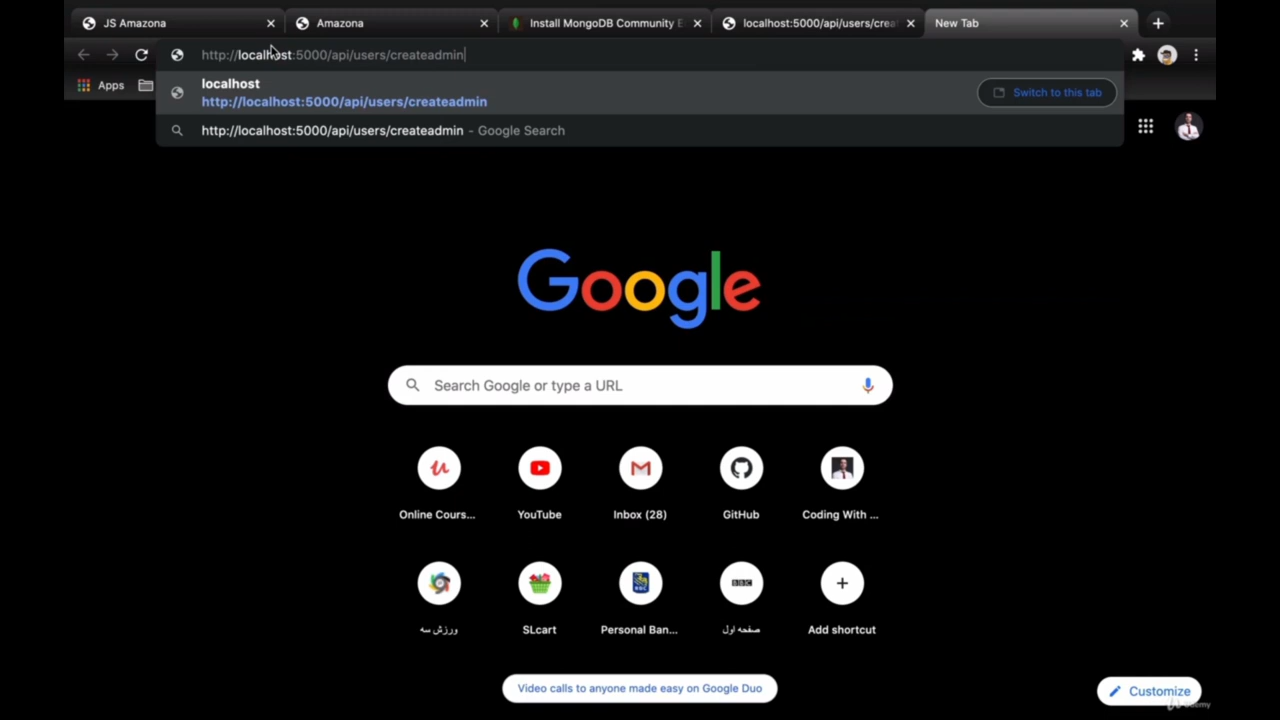 JS Amazona
Amazona
Install MongoDB Community E
localhost:5000/api/users/crea
New Tab
http://localhost:5000/api/users/createadmin
Apps
localhost
http://localhost:5000/api/users/createadmin
Switch to this tab
http://localhost:5000/api/users/createadmin - Google Search
Google
Search Google or type a URL
Online Cours...
YouTube
Inbox (28)
GitHub
Coding With ...
RBC
BBC
ورزش سه
SLcart
Personal Ban...
صفحه اول
Add shortcut
Video calls to anyone made easy on Google Duo
Customize
Udemy